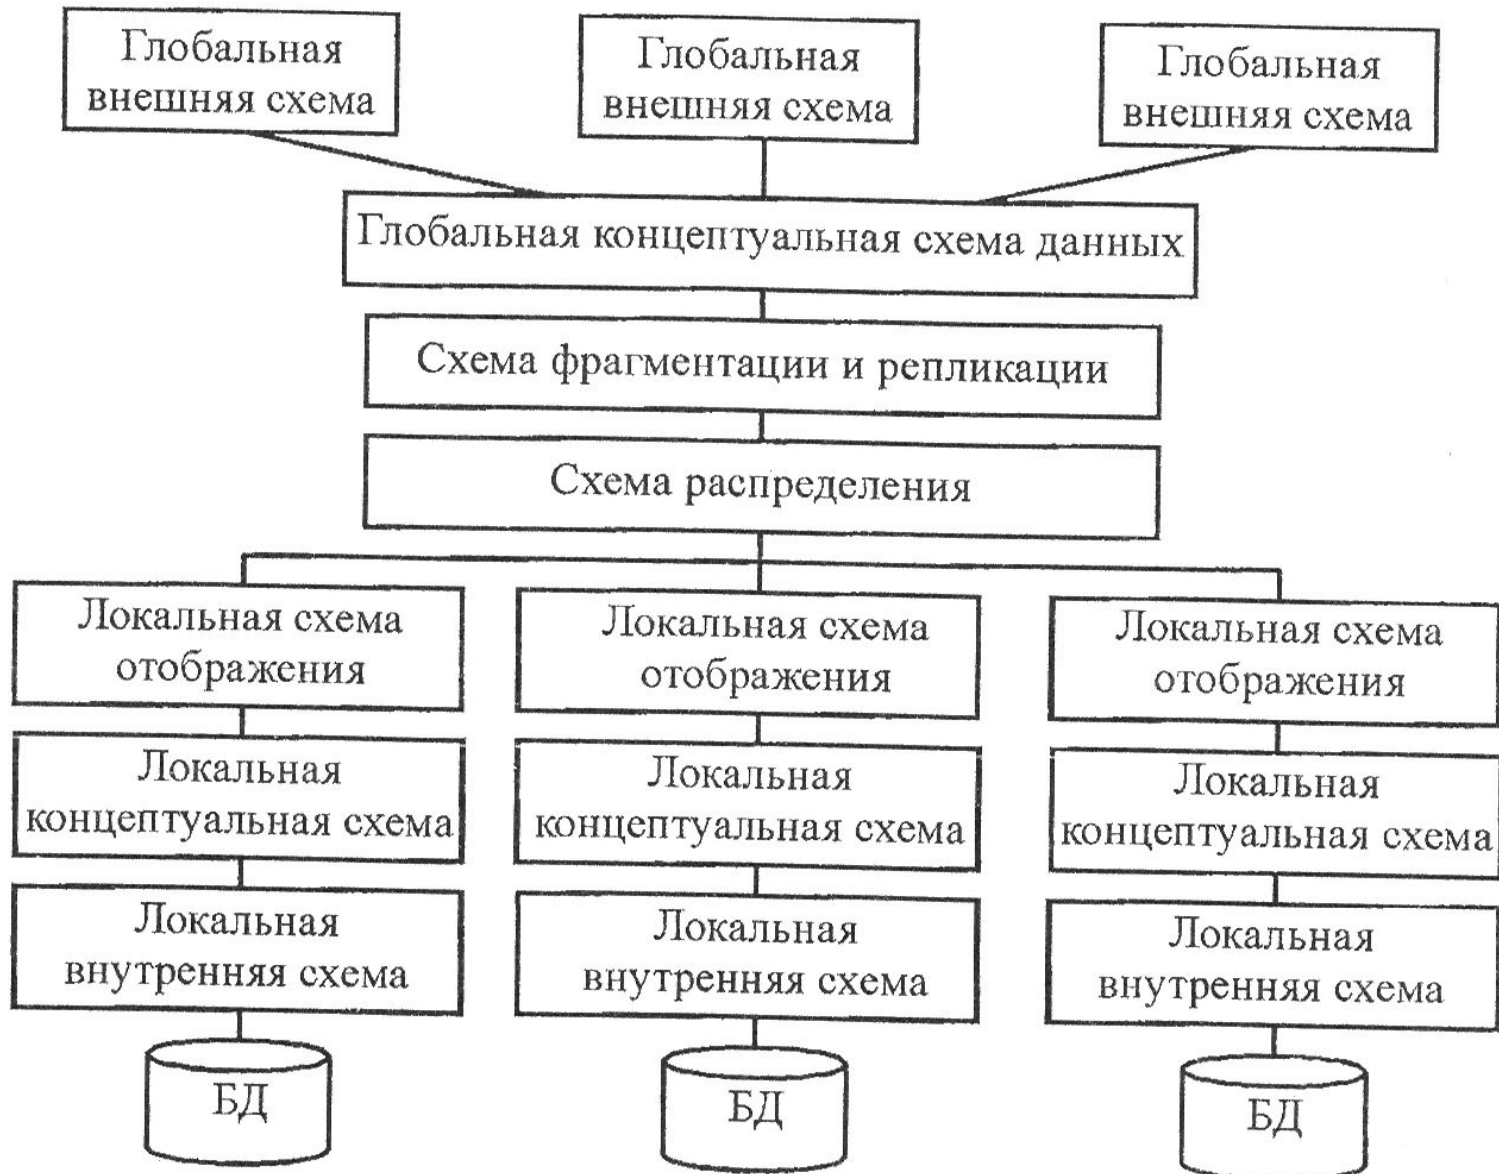 Глобальная
внешняя схема
Глобальная
внешняя схема
Глобальная
внешняя схема
Глобальная концептуальная схема данных
Схема фрагментации и репликации
Схема распределения
Локальная схема
отображения
Локальная схема
отображения
Локальная схема
отображения
Локальная
концептуальная схема
Локальная
концептуальная схема
Локальная
концептуальная схема
Локальная
внутренняя схема
Локальная
внутренняя схема
Локальная
внутренняя схема
БД
БД
БД